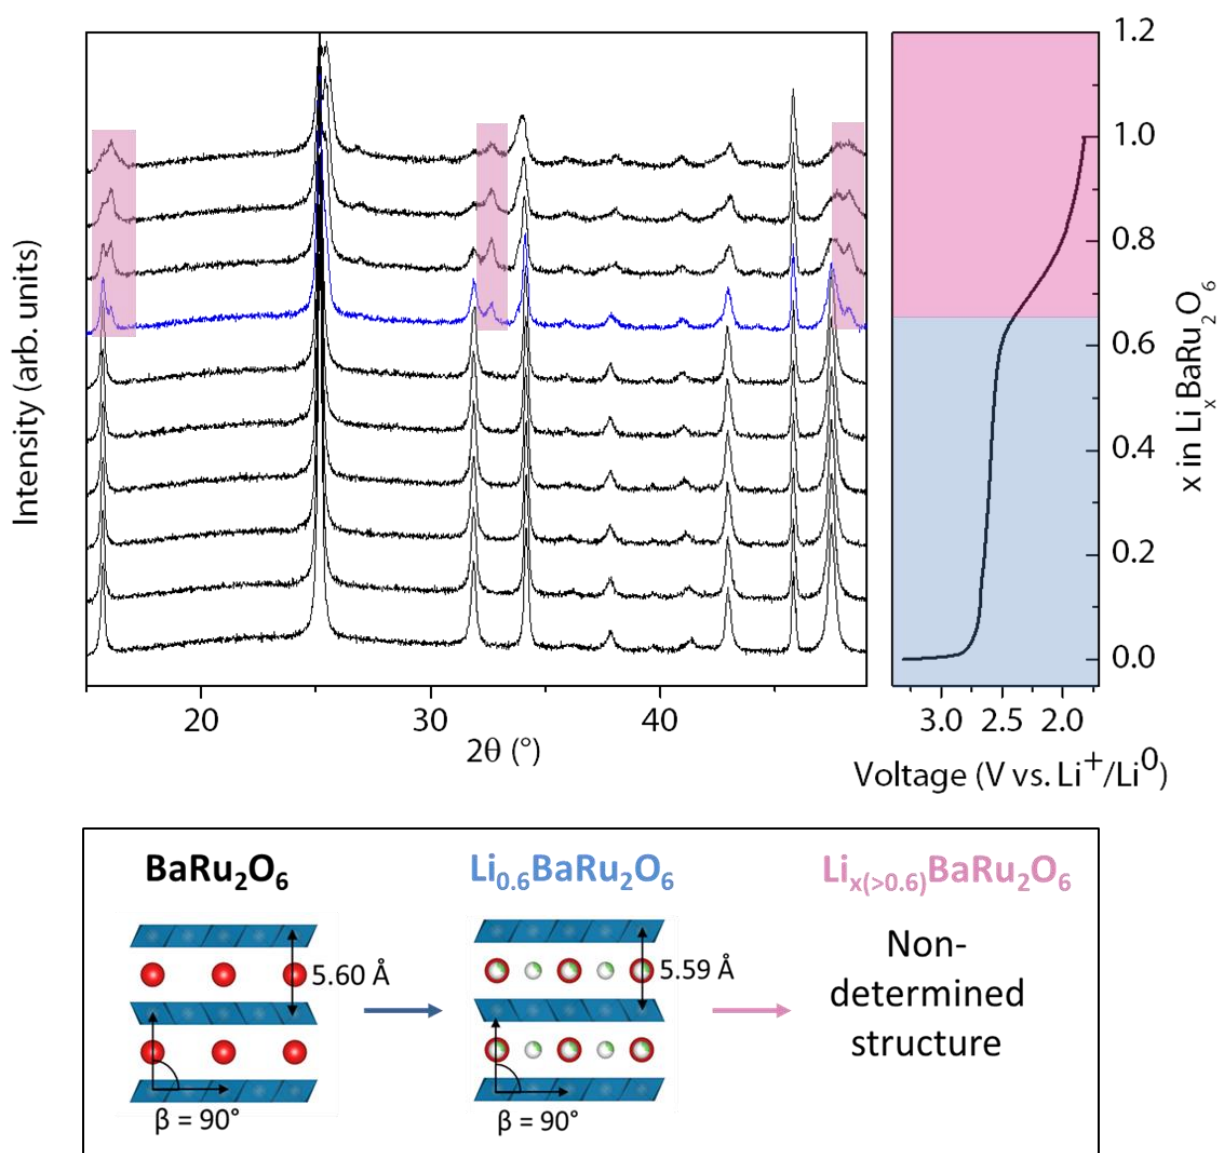 Intensity (arb. units)
20
30
40
2θ (°)
1.2
1.0
0.8
0.6
0.4
0.2
0.0
x in LiₓBaRu₂O₆
3.0 2.5 2.0
Voltage (V vs. Li⁺/Li⁰)
BaRu₂O₆
Li₀.₆BaRu₂O₆
Liₓ₍>₀.₆₎BaRu₂O₆
5.60 Å
5.59 Å
β = 90°
β = 90°
Non-
determined
structure